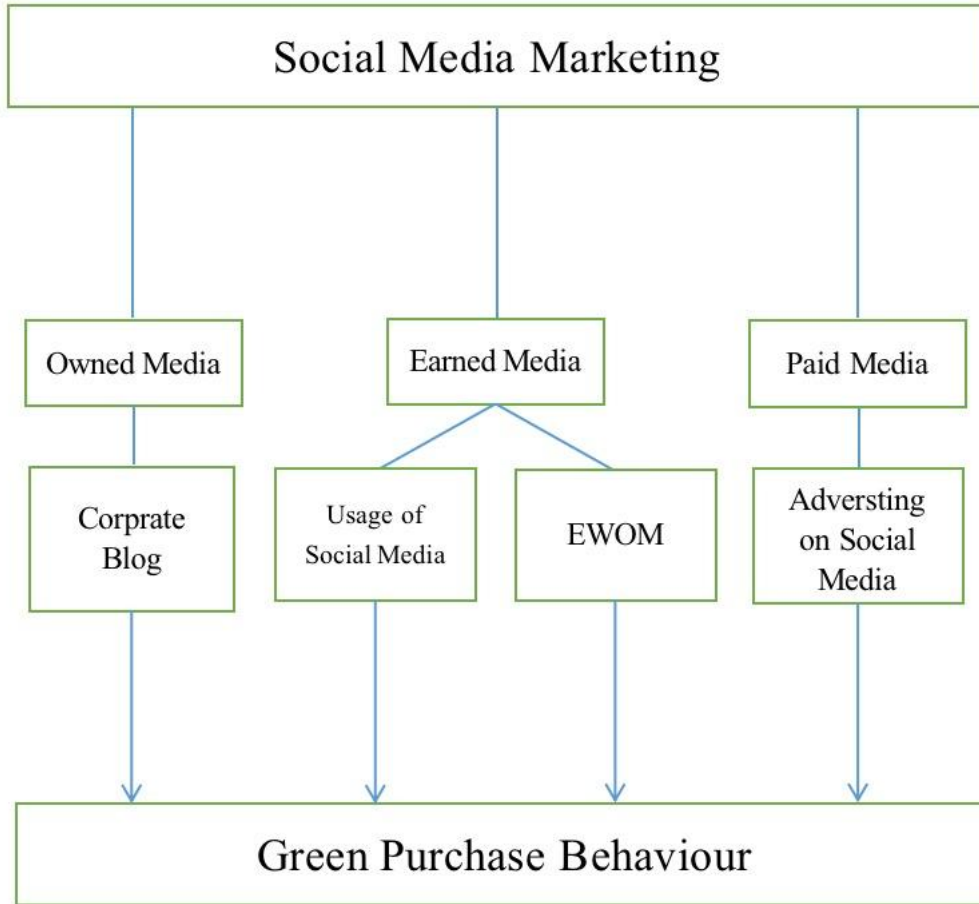 Social Media Marketing
Owned Media
Earned Media
Paid Media
Corprate
Blog
Usage of
Social Media
EWOM
Adversting
on Social
Media
Green Purchase Behaviour